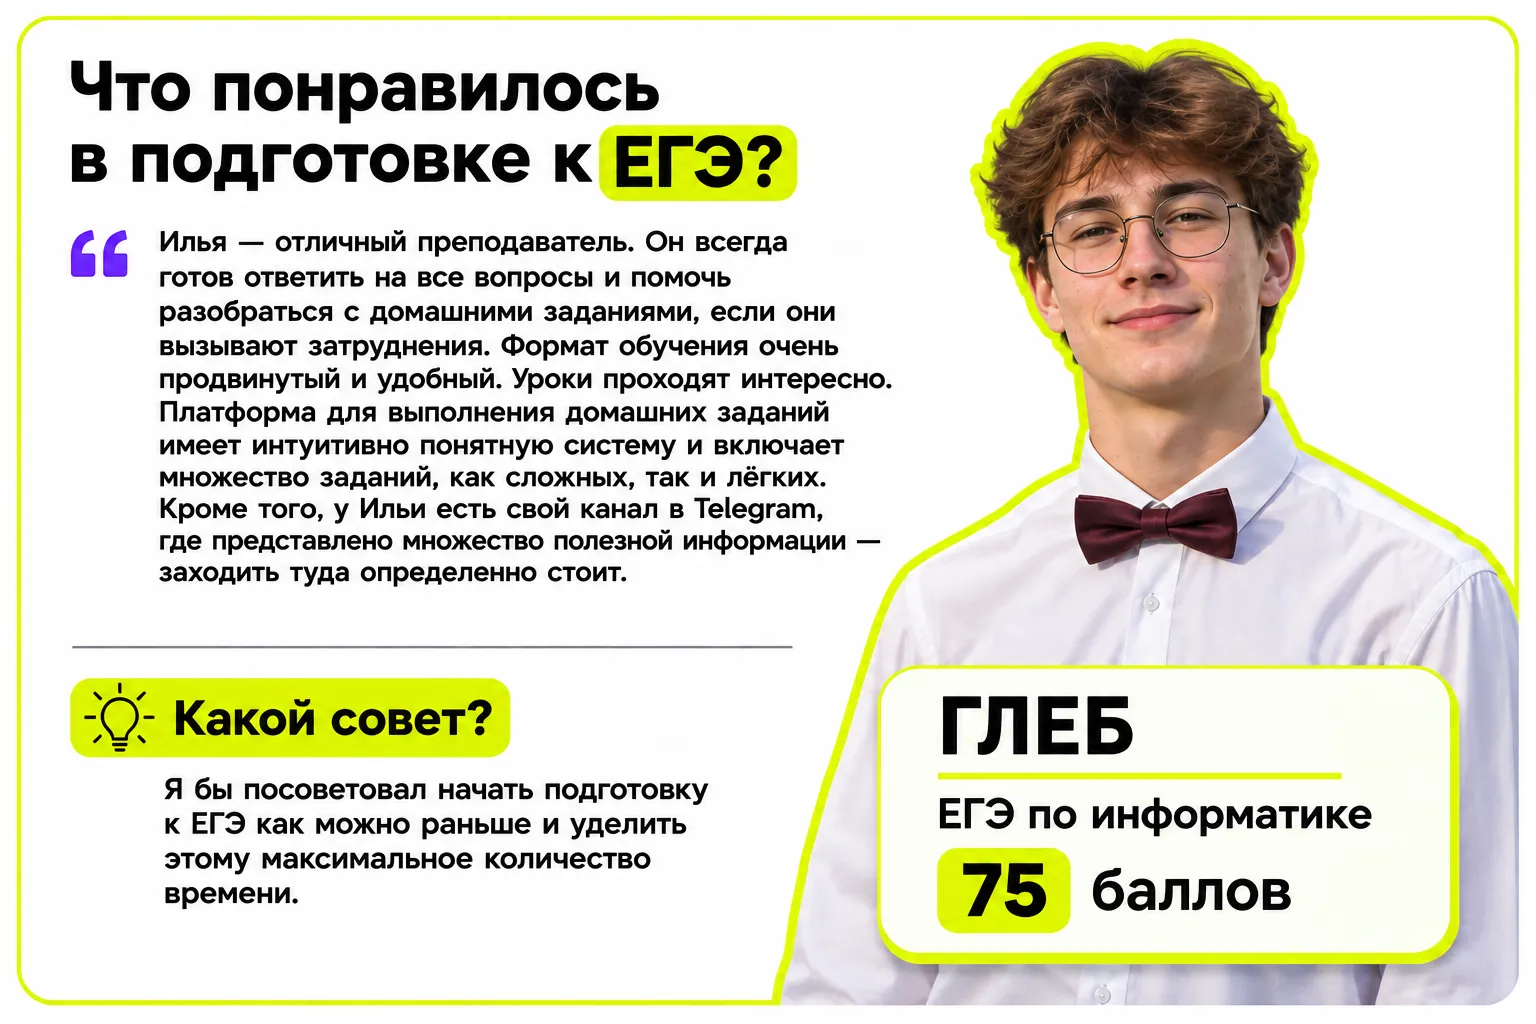 Что понравилось
в подготовке к ЕГЭ?
Илья — отличный преподаватель. Он всегда
готов ответить на все вопросы и помочь
разобраться с домашними заданиями, если они
вызывают затруднения. Формат обучения очень
продвинутый и удобный. Уроки проходят интересно.
Платформа для выполнения домашних заданий
имеет интуитивно понятную систему и включает
множество заданий, как сложных, так и лёгких.
Кроме того, у Ильи есть свой канал в Telegram,
где представлено множество полезной информации —
заходить туда определенно стоит.
Какой совет?
Я бы посоветовал начать подготовку
к ЕГЭ как можно раньше и уделить
этому максимальное количество
времени.
ГЛЕБ
ЕГЭ по информатике
75 баллов